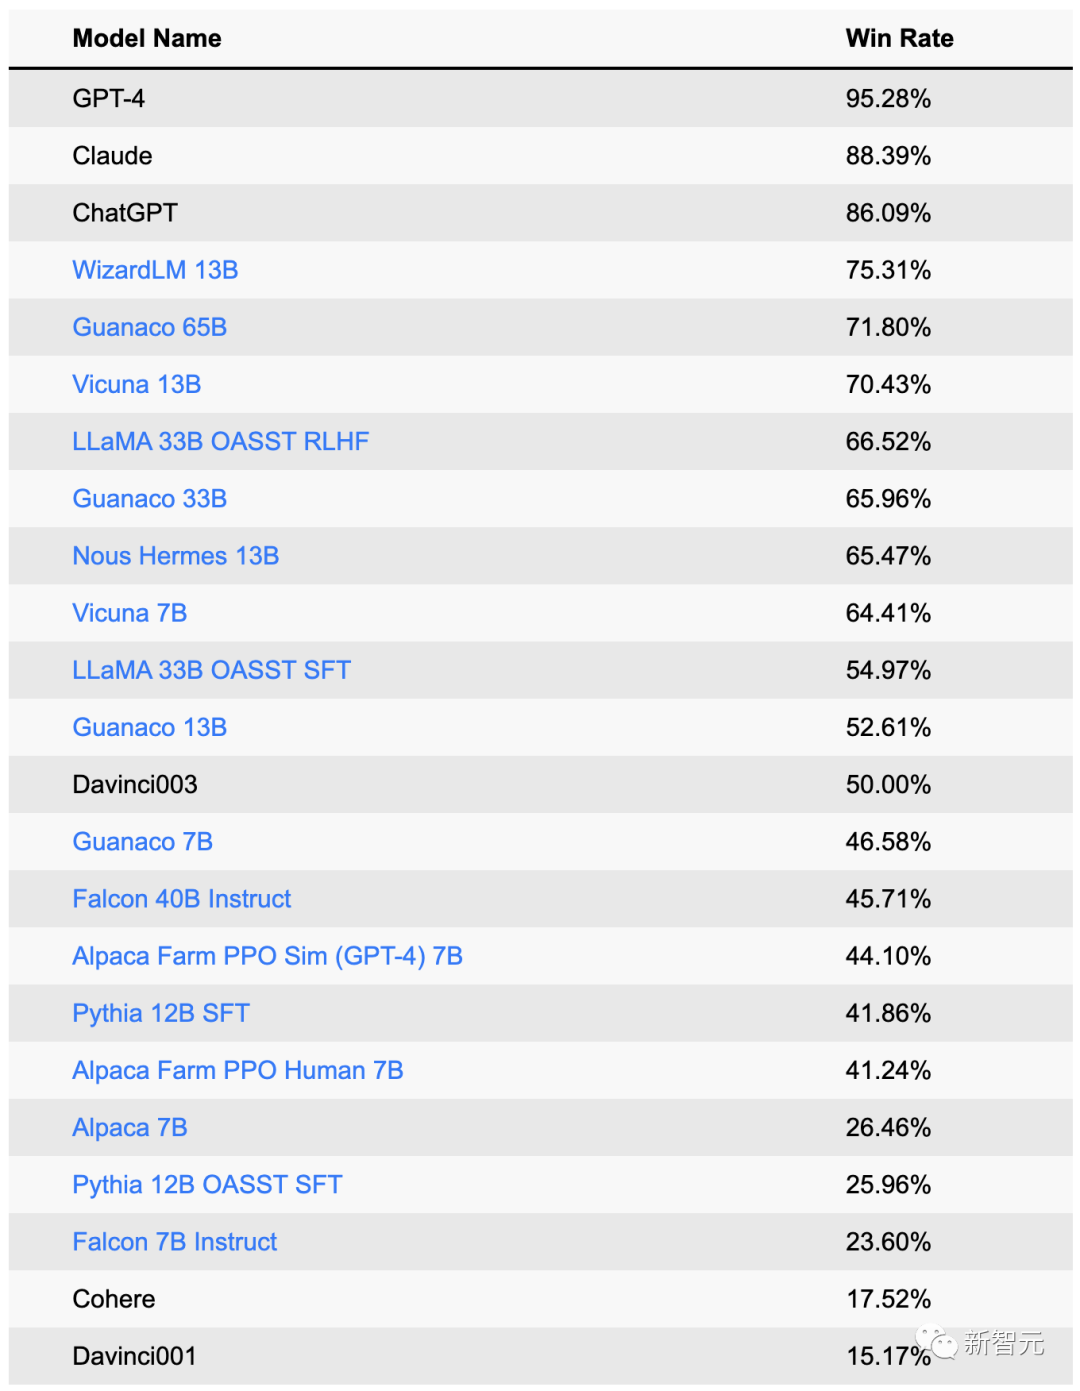 Model Name Win Rate
GPT-4 95.28%
Claude 88.39%
ChatGPT 86.09%
WizardLM 13B 75.31%
Guanaco 65B 71.80%
Vicuna 13B 70.43%
LLaMA 33B OASST RLHF 66.52%
Guanaco 33B 65.96%
Nous Hermes 13B 65.47%
Vicuna 7B 64.41%
LLaMA 33B OASST SFT 54.97%
Guanaco 13B 52.61%
Davinci003 50.00%
Guanaco 7B 46.58%
Falcon 40B Instruct 45.71%
Alpaca Farm PPO Sim (GPT-4) 7B 44.10%
Pythia 12B SFT 41.86%
Alpaca Farm PPO Human 7B 41.24%
Alpaca 7B 26.46%
Pythia 12B OASST SFT 25.96%
Falcon 7B Instruct 23.60%
Cohere 17.52%
Davinci001 15.17%
新智元